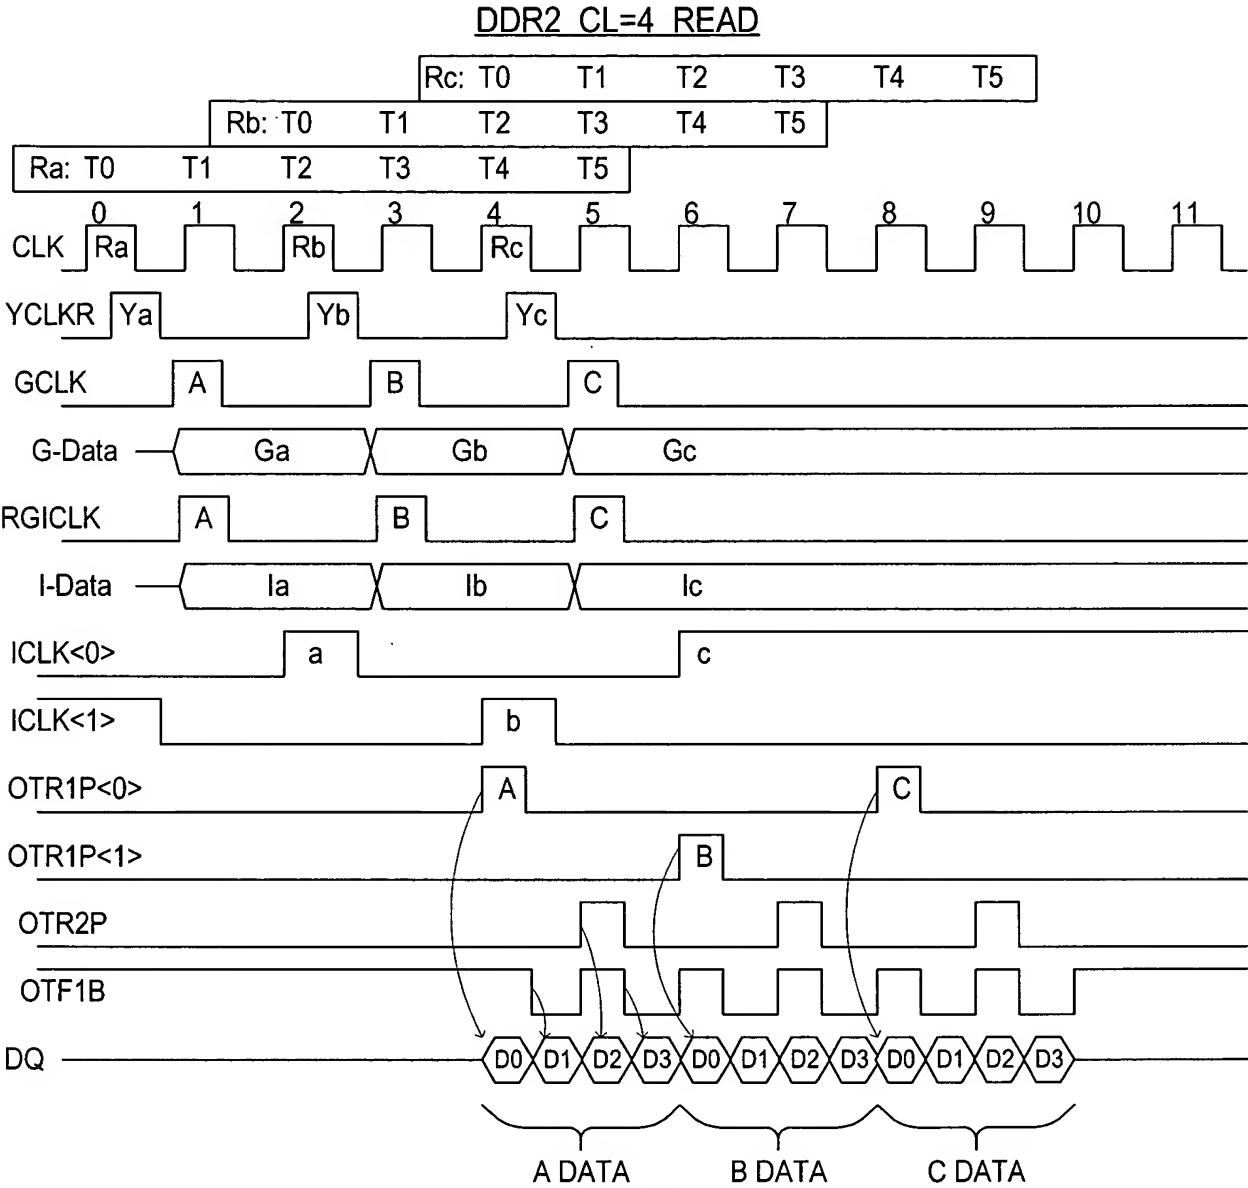 DDR2 CL=4 READ
Rc: T0 T1 T2 T3 T4 T5
Rb: T0 T1 T2 T3 T4 T5
Ra: T0 T1 T2 T3 T4 T5
0 1 2 3 4 5 6 7 8 9 10 11
CLK Ra Rb Rc
YCLKR Ya Yb Yc
GCLK A B C
G-Data Ga Gb Gc
RGICLK A B C
I-Data Ia Ib Ic
ICLK<0> a c
ICLK<1> b
OTR1P<0> A C
OTR1P<1> B
OTR2P
OTF1B
DQ D0 D1 D2 D3 D0 D1 D2 D3 D0 D1 D2 D3
A DATA B DATA C DATA